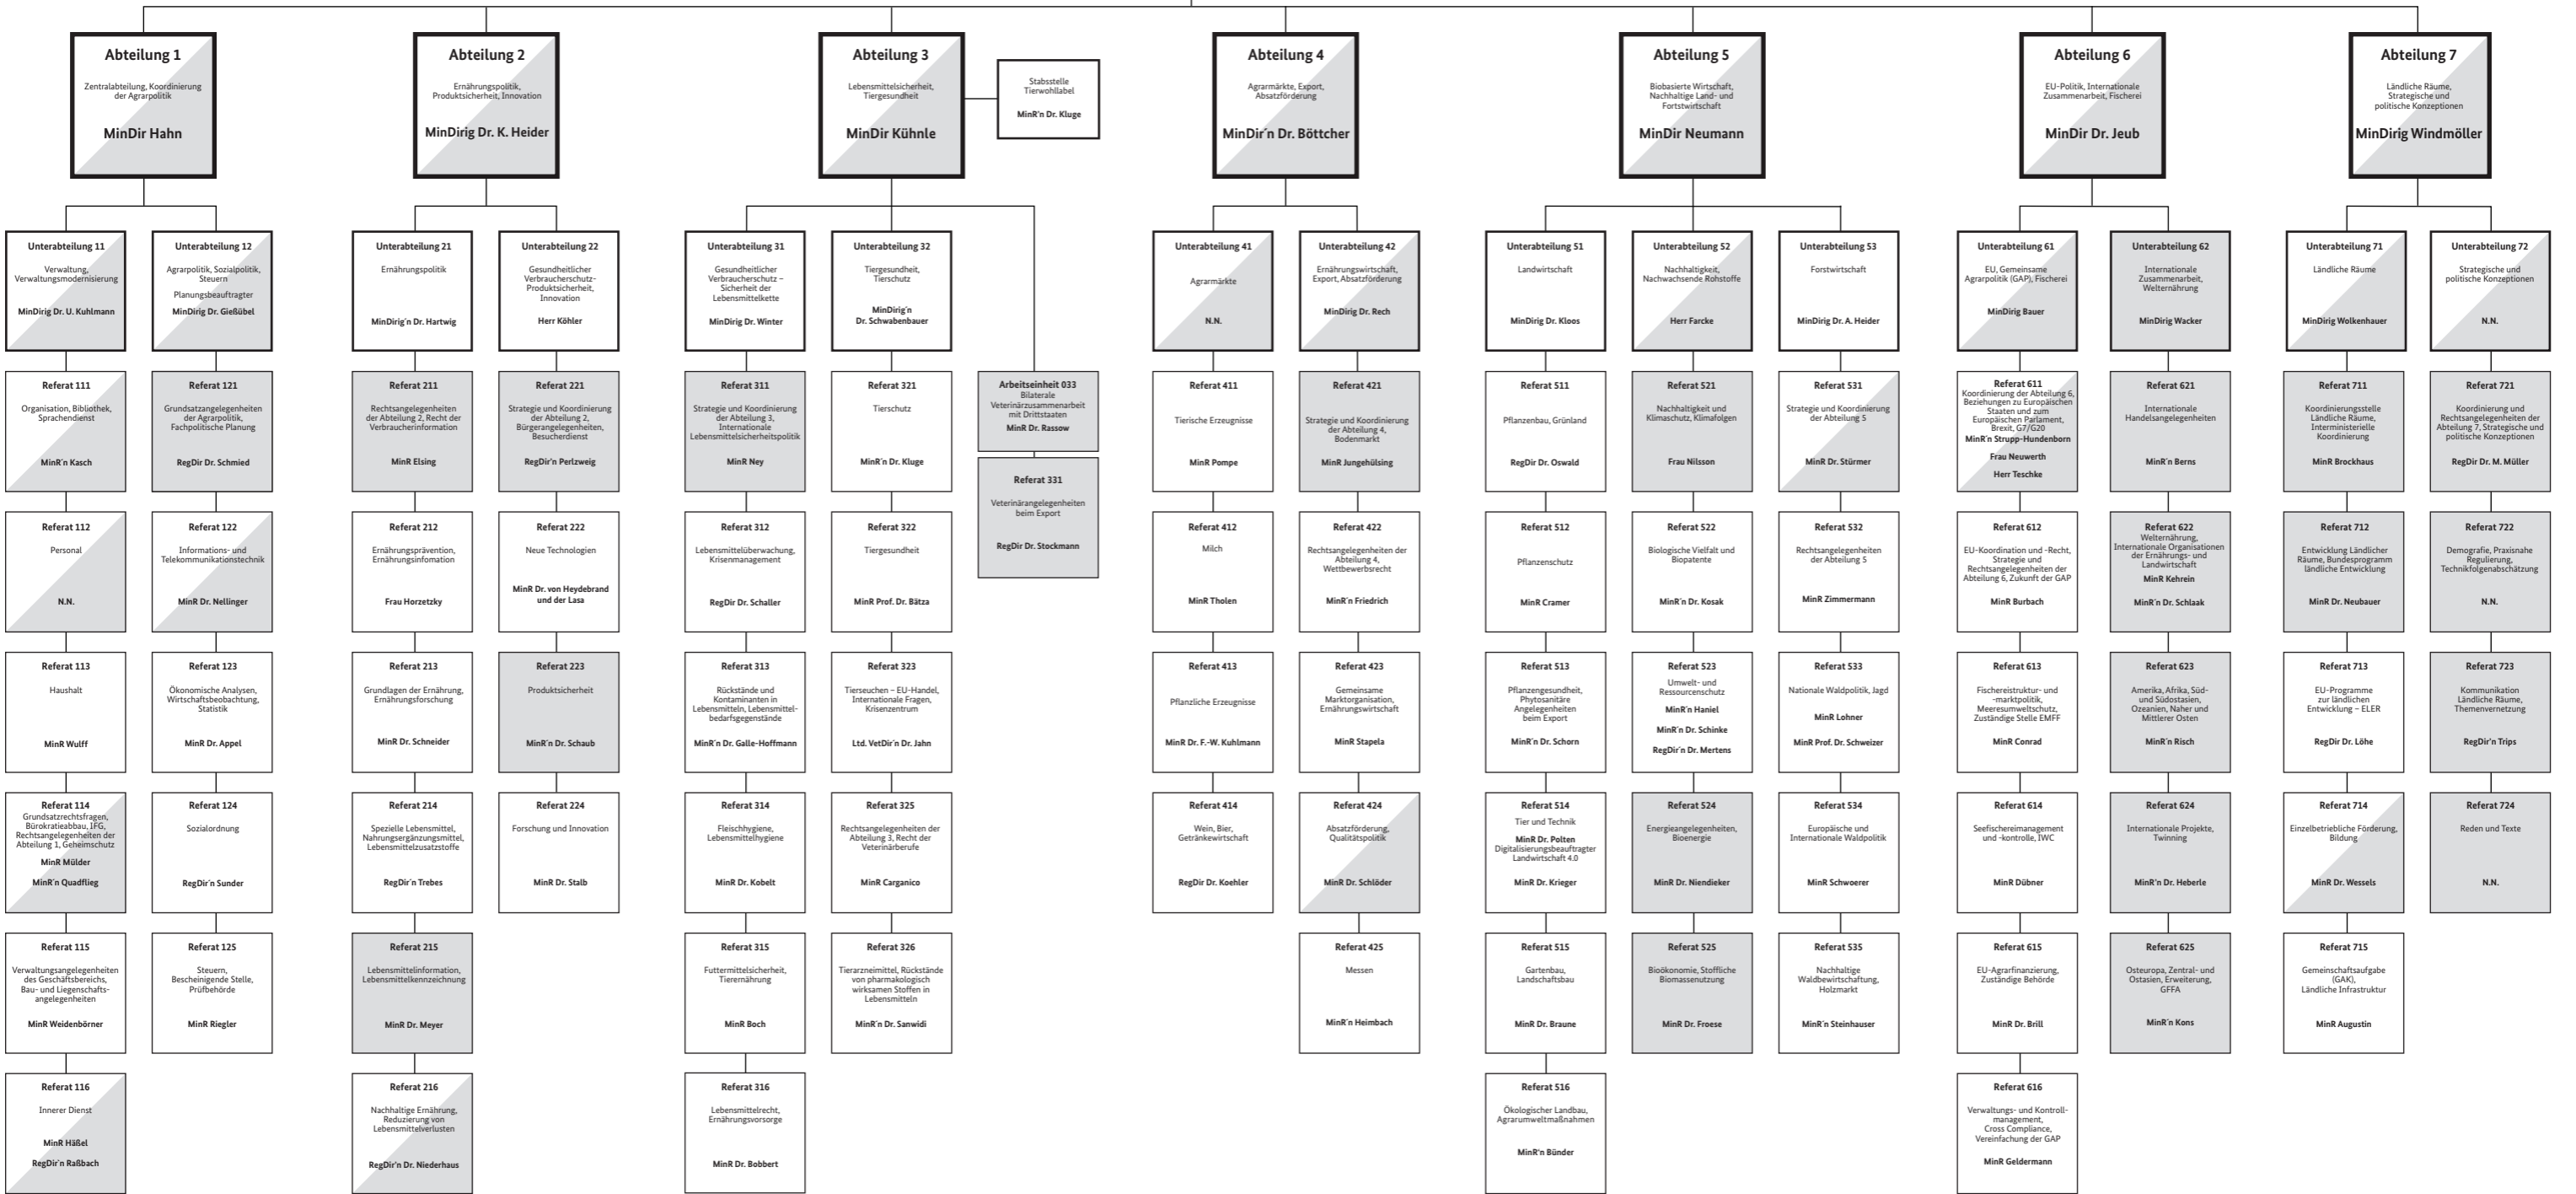 Abteilung 1
Zentralabteilung, Koordinierung
der Agrarpolitik
MinDir Hahn
Abteilung 2
Ernährungspolitik,
Produktsicherheit, Innovation
MinDirig Dr. K. Heider
Abteilung 3
Lebensmittelsicherheit,
Tiergesundheit
MinDir Kühnle
Stabsstelle
Tierwohllabel
MinR'n Dr. Kluge
Abteilung 4
Agrarmärkte, Export,
Absatzförderung
MinDir´n Dr. Böttcher
Abteilung 5
Biobasierte Wirtschaft,
Nachhaltige Land- und
Fortstwirtschaft
MinDir Neumann
Abteilung 6
EU-Politik, Internationale
Zusammenarbeit, Fischerei
MinDir Dr. Jeub
Abteilung 7
Ländliche Räume,
Strategische und
politische Konzeptionen
MinDirig Windmöller
Unterabteilung 11
Verwaltung,
Verwaltungsmodernisierung
MinDirig Dr. U. Kuhlmann
Referat 111
Organisation, Bibliothek,
Sprachendienst
MinR´n Kasch
Referat 112
Personal
N.N.
Referat 113
Haushalt
MinR Wulff
Referat 114
Grundsatzrechtsfragen,
Bürokratieabbau, IFG,
Rechtsangelegenheiten der
Abteilung 1, Geheimschutz
MinR Mülder
MinR´n Quadflieg
Referat 115
Verwaltungsangelegenheiten
des Geschäftsbereichs,
Bau- und Liegenschafts-
angelegenheiten
MinR Weidenbörner
Referat 116
Innerer Dienst
MinR Häßel
RegDir´n Raßbach
Unterabteilung 12
Agrarpolitik, Sozialpolitik,
Steuern
Planungsbeauftragter
MinDirig Dr. Gießübel
Referat 121
Grundsatzangelegenheiten
der Agrarpolitik,
Fachpolitische Planung
RegDir Dr. Schmied
Referat 122
Informations- und
Telekommunikationstechnik
MinR Dr. Nellinger
Referat 123
Ökonomische Analysen,
Wirtschaftsbeobachtung,
Statistik
MinR Dr. Appel
Referat 124
Sozialordnung
RegDir´n Sunder
Referat 125
Steuern,
Bescheinigende Stelle,
Prüfbehörde
MinR Riegler
Unterabteilung 21
Ernährungspolitik
MinDirig´n Dr. Hartwig
Referat 211
Rechtsangelegenheiten
der Abteilung 2, Recht der
Verbraucherinformation
MinR Elsing
Referat 212
Ernährungsprävention,
Ernährungsinfomation
Frau Horzetzky
Referat 213
Grundlagen der Ernährung,
Ernährungsforschung
MinR Dr. Schneider
Referat 214
Spezielle Lebensmittel,
Nahrungsergänzungsmittel,
Lebensmittelzusatzstoffe
RegDir´n Trebes
Referat 215
Lebensmittelinformation,
Lebensmittelkennzeichnung
MinR Dr. Meyer
Referat 216
Nachhaltige Ernährung,
Reduzierung von
Lebensmittelverlusten
RegDir'n Dr. Niederhaus
Unterabteilung 22
Gesundheitlicher
Verbraucherschutz-
Produktsicherheit,
Innovation
Herr Köhler
Referat 221
Strategie und Koordinierung
der Abteilung 2,
Bürgerangelegenheiten,
Besucherdienst
RegDir'n Perlzweig
Referat 222
Neue Technologien
MinR Dr. von Heydebrand
und der Lasa
Referat 223
Produktsicherheit
MinR´n Dr. Schaub
Referat 224
Forschung und Innovation
MinR Dr. Stalb
Unterabteilung 31
Gesundheitlicher
Verbraucherschutz –
Sicherheit der
Lebensmittelkette
MinDirig Dr. Winter
Referat 311
Strategie und Koordinierung
der Abteilung 3,
Internationale
Lebensmittelsicherheitspolitik
MinR Ney
Referat 312
Lebensmittelüberwachung,
Krisenmanagement
RegDir Dr. Schaller
Referat 313
Rückstände und
Kontaminanten in
Lebensmitteln, Lebensmittel-
bedarfsgegenstände
MinR´n Dr. Galle-Hoffmann
Referat 314
Fleischhygiene,
Lebensmittelhygiene
MinR Dr. Kobelt
Referat 315
Futtermittelsicherheit,
Tierernährung
MinR Boch
Referat 316
Lebensmittelrecht,
Ernährungsvorsorge
MinR Dr. Bobbert
Unterabteilung 32
Tiergesundheit,
Tierschutz
MinDirig´n
Dr. Schwabenbauer
Referat 321
Tierschutz
MinR´n Dr. Kluge
Referat 322
Tiergesundheit
MinR Prof. Dr. Bätza
Referat 323
Tierseuchen – EU-Handel,
Internationale Fragen,
Krisenzentrum
Ltd. VetDir´n Dr. Jahn
Referat 325
Rechtsangelegenheiten der
Abteilung 3, Recht der
Veterinärberufe
MinR Carganico
Referat 326
Tierarzneimittel, Rückstände
von pharmakologisch
wirksamen Stoffen in
Lebensmitteln
MinR´n Dr. Sanwidi
Arbeitseinheit 033
Bilaterale
Veterinärzusammenarbeit
mit Drittstaaten
MinR Dr. Rassow
Referat 331
Veterinärangelegenheiten
beim Export
RegDir Dr. Stockmann
Unterabteilung 41
Agrarmärkte
N.N.
Referat 411
Tierische Erzeugnisse
MinR Pompe
Referat 412
Milch
MinR Tholen
Referat 413
Pflanzliche Erzeugnisse
MinR Dr. F.-W. Kuhlmann
Referat 414
Wein, Bier,
Getränkewirtschaft
RegDir Dr. Koehler
Unterabteilung 42
Ernährungswirtschaft,
Export, Absatzförderung
MinDirig Dr. Rech
Referat 421
Strategie und Koordinierung
der Abteilung 4,
Bodenmarkt
MinR Jungehülsing
Referat 422
Rechtsangelegenheiten der
Abteilung 4,
Wettbewerbsrecht
MinR´n Friedrich
Referat 423
Gemeinsame
Marktorganisation,
Ernährungswirtschaft
MinR Stapela
Referat 424
Absatzförderung,
Qualitätspolitik
MinR Dr. Schlöder
Referat 425
Messen
MinR´n Heimbach
Unterabteilung 51
Landwirtschaft
MinDirig Dr. Kloos
Referat 511
Pflanzenbau, Grünland
RegDir Dr. Oswald
Referat 512
Pflanzenschutz
MinR Cramer
Referat 513
Pflanzengesundheit,
Phytosanitäre
Angelegenheiten
beim Export
MinR´n Dr. Schorn
Referat 514
Tier und Technik
MinR Dr. Polten
Digitalisierungsbeauftragter
Landwirtschaft 4.0
MinR Dr. Krieger
Referat 515
Gartenbau,
Landschaftsbau
MinR Dr. Braune
Referat 516
Ökologischer Landbau,
Agrarumweltmaßnahmen
MinR'n Bünder
Unterabteilung 52
Nachhaltigkeit,
Nachwachsende Rohstoffe
Herr Farcke
Referat 521
Nachhaltigkeit und
Klimaschutz, Klimafolgen
Frau Nilsson
Referat 522
Biologische Vielfalt und
Biopatente
MinR´n Dr. Kosak
Referat 523
Umwelt- und
Ressourcenschutz
MinR´n Haniel
MinR´n Dr. Schinke
RegDir´n Dr. Mertens
Referat 524
Energieangelegenheiten,
Bioenergie
MinR Dr. Niendieker
Referat 525
Bioökonomie, Stoffliche
Biomassenutzung
MinR Dr. Froese
Unterabteilung 53
Forstwirtschaft
MinDirig Dr. A. Heider
Referat 531
Strategie und Koordinierung
der Abteilung 5
MinR Dr. Stürmer
Referat 532
Rechtsangelegenheiten
der Abteilung 5
MinR Zimmermann
Referat 533
Nationale Waldpolitik, Jagd
MinR Lohner
MinR Prof. Dr. Schweizer
Referat 534
Europäische und
Internationale Waldpolitik
MinR Schwoerer
Referat 535
Nachhaltige
Waldbewirtschaftung,
Holzmarkt
MinR´n Steinhauser
Unterabteilung 61
EU, Gemeinsame
Agrarpolitik (GAP), Fischerei
MinDirig Bauer
Referat 611
Koordinierung der Abteilung 6,
Beziehungen zu Europäischen
Staaten und zum
Europäischen Parlament,
Brexit, G7/G20
MinR´n Strupp-Hundenborn
Frau Neuwerth
Herr Teschke
Referat 612
EU-Koordination und -Recht,
Strategie und
Rechtsangelegenheiten der
Abteilung 6, Zukunft der GAP
MinR Burbach
Referat 613
Fischereistruktur- und
-marktpolitik,
Meeresumweltschutz,
Zuständige Stelle EMFF
MinR Conrad
Referat 614
Seefischereimanagement
und -kontrolle, IWC
MinR Dübner
Referat 615
EU-Agrarfinanzierung,
Zuständige Behörde
MinR Dr. Brill
Referat 616
Verwaltungs- und Kontroll-
management,
Cross Compliance,
Vereinfachung der GAP
MinR Geldermann
Unterabteilung 62
Internationale
Zusammenarbeit,
Welternährung
MinDirig Wacker
Referat 621
Internationale
Handelsangelegenheiten
MinR´n Berns
Referat 622
Welternährung,
Internationale Organisationen
der Ernährungs- und
Landwirtschaft
MinR Kehrein
MinR´n Dr. Schlaak
Referat 623
Amerika, Afrika, Süd-
und Südostasien,
Ozeanien, Naher und
Mittlerer Osten
MinR´n Risch
Referat 624
Internationale Projekte,
Twinning
MinR'n Dr. Heberle
Referat 625
Osteuropa, Zentral- und
Ostasien, Erweiterung,
GFFA
MinR´n Kons
Unterabteilung 71
Ländliche Räume
MinDirig Wolkenhauer
Referat 711
Koordinierungsstelle
Ländliche Räume,
Interministerielle
Koordinierung
MinR Brockhaus
Referat 712
Entwicklung Ländlicher
Räume, Bundesprogramm
ländliche Entwicklung
MinR Dr. Neubauer
Referat 713
EU-Programme
zur ländlichen
Entwicklung – ELER
RegDir Dr. Löhe
Referat 714
Einzelbetriebliche Förderung,
Bildung
MinR Dr. Wessels
Referat 715
Gemeinschaftsaufgabe
(GAK),
Ländliche Infrastruktur
MinR Augustin
Unterabteilung 72
Strategische und
politische Konzeptionen
N.N.
Referat 721
Koordinierung und
Rechtsangelegenheiten der
Abteilung 7, Strategische und
politische Konzeptionen
RegDir Dr. M. Müller
Referat 722
Demografie, Praxisnahe
Regulierung,
Technikfolgenabschätzung
N.N.
Referat 723
Kommunikation
Ländliche Räume,
Themenvernetzung
RegDir'n Trips
Referat 724
Reden und Texte
N.N.